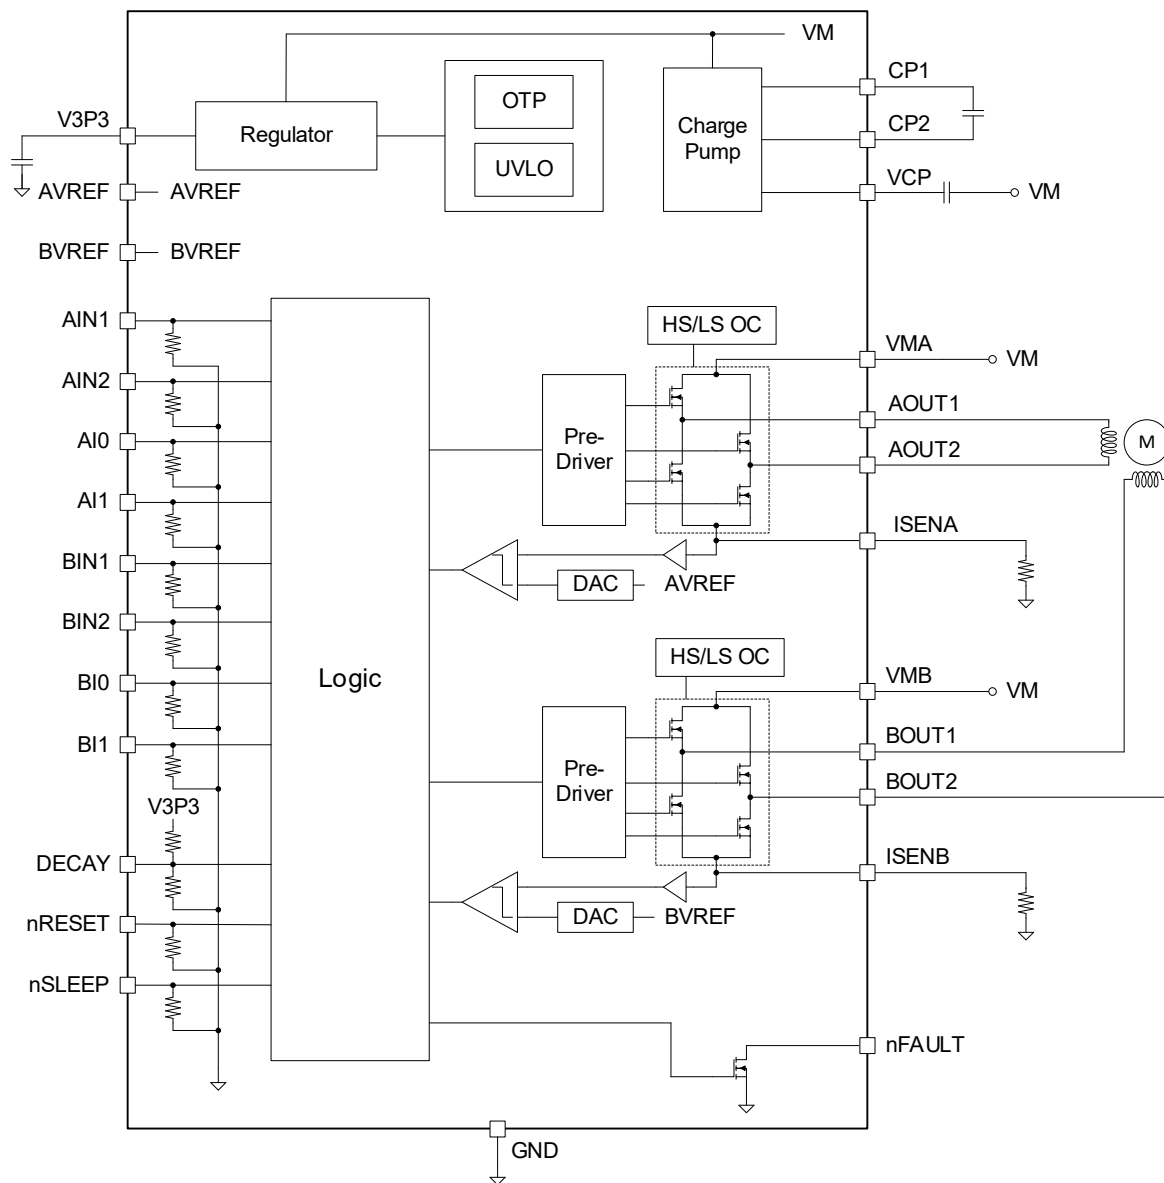 VM
CP1
OTP
V3P3
Regulator
Charge
Pump
CP2
UVLO
VCP
VM
AVREF
AVREF
BVREF
BVREF
AIN1
HS/LS OC
VMA
VM
AIN2
AOUT1
AI0
Pre-
Driver
M
AOUT2
AI1
ISENA
BIN1
DAC
AVREF
BIN2
HS/LS OC
Logic
BI0
VMB
VM
BI1
BOUT1
Pre-
Driver
BOUT2
V3P3
DECAY
ISENB
nRESET
DAC
BVREF
nSLEEP
nFAULT
GND